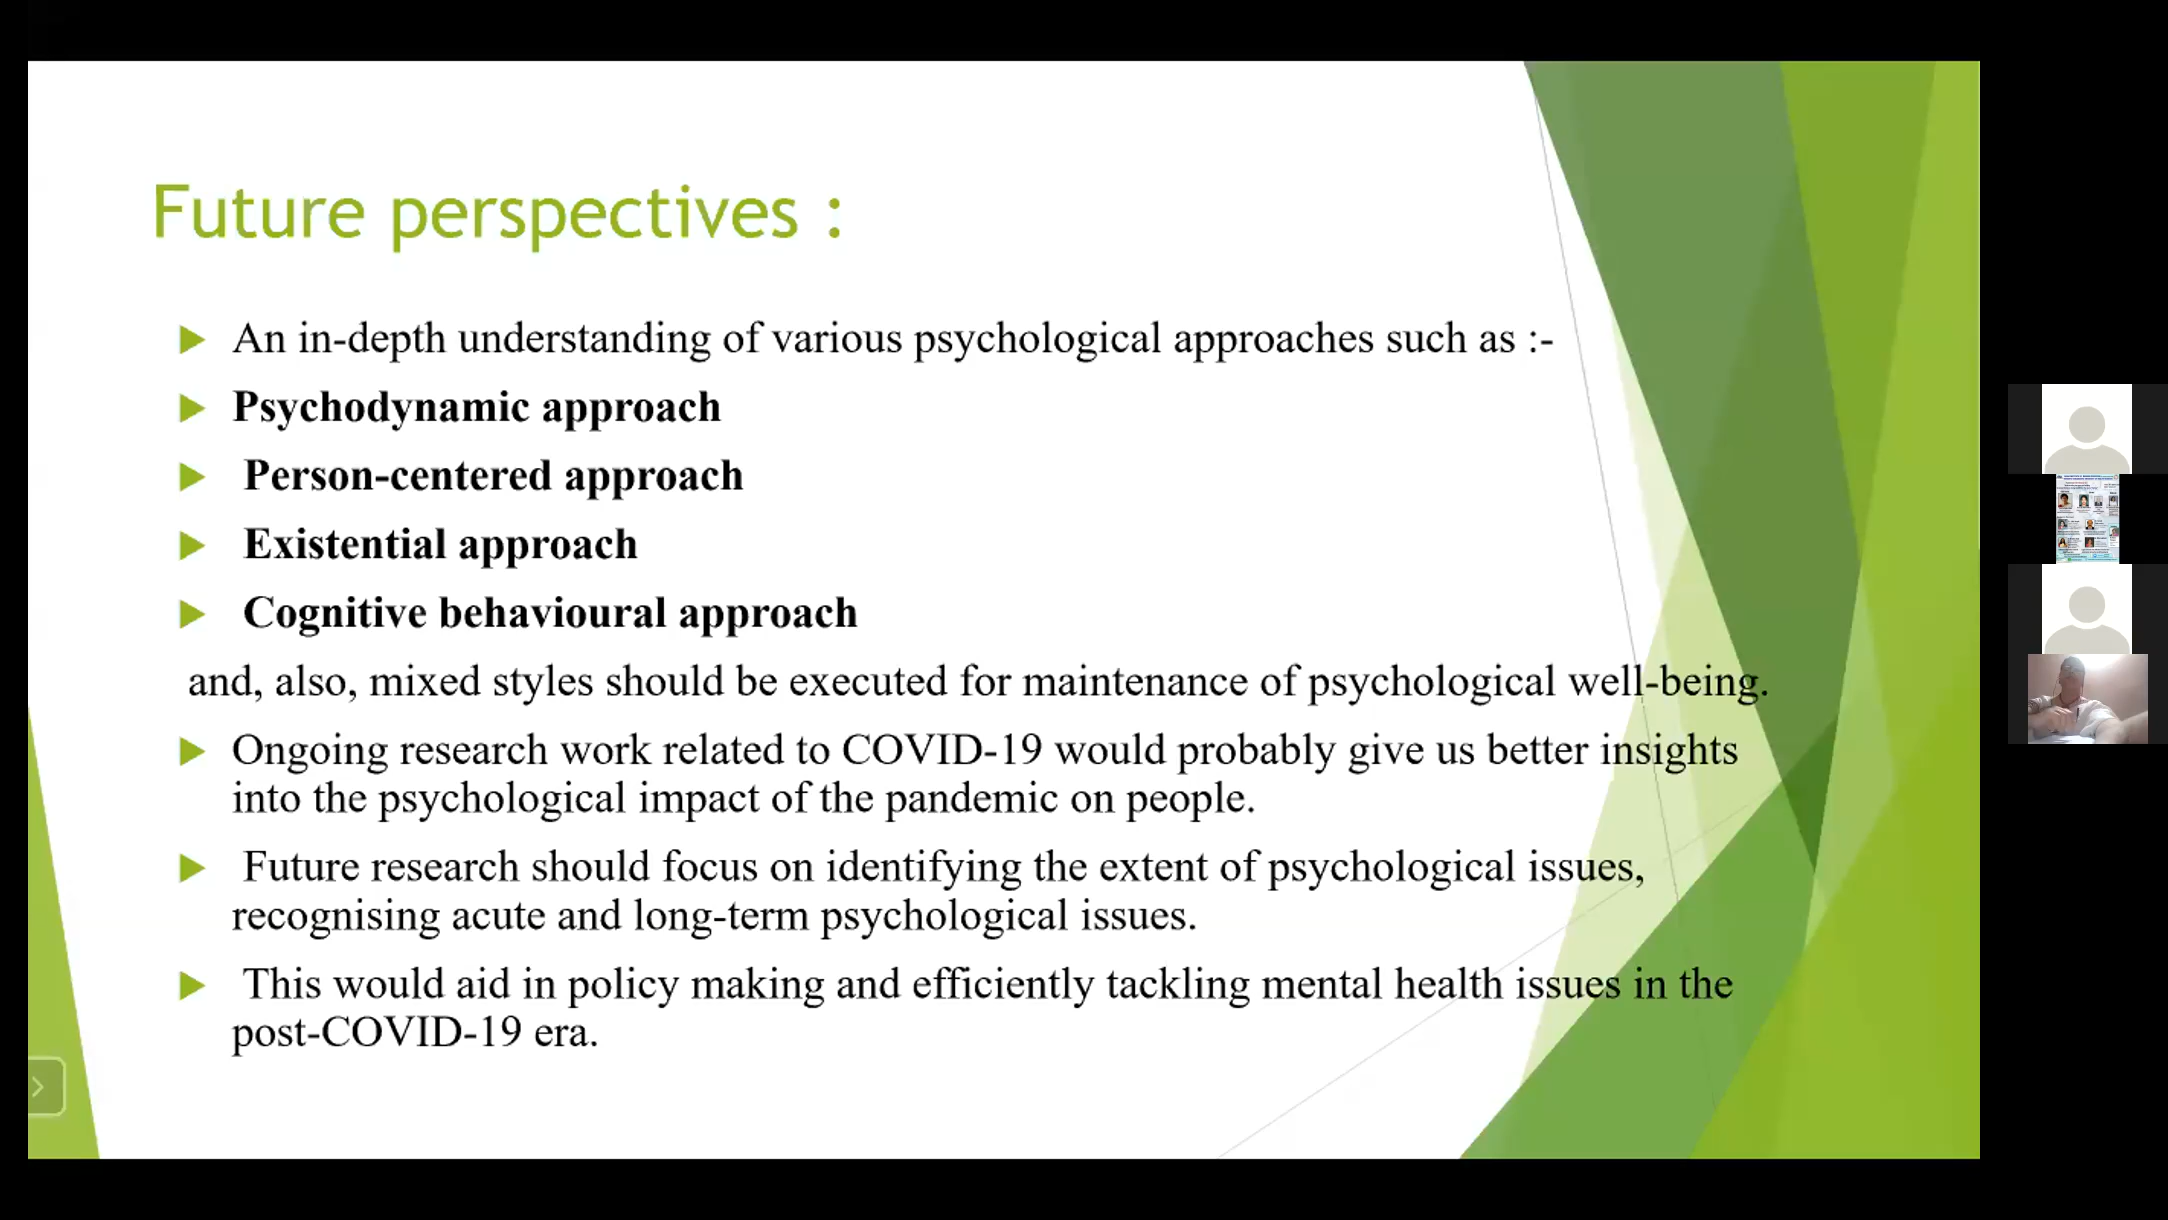 Future perspectives :
An in-depth understanding of various psychological approaches such as :-
Psychodynamic approach
Person-centered approach
Existential approach
Cognitive behavioural approach
and, also, mixed styles should be executed for maintenance of psychological well-being.
Ongoing research work related to COVID-19 would probably give us better insights
into the psychological impact of the pandemic on people.
Future research should focus on identifying the extent of psychological issues,
recognising acute and long-term psychological issues.
This would aid in policy making and efficiently tackling mental health issues in the
post-COVID-19 era.